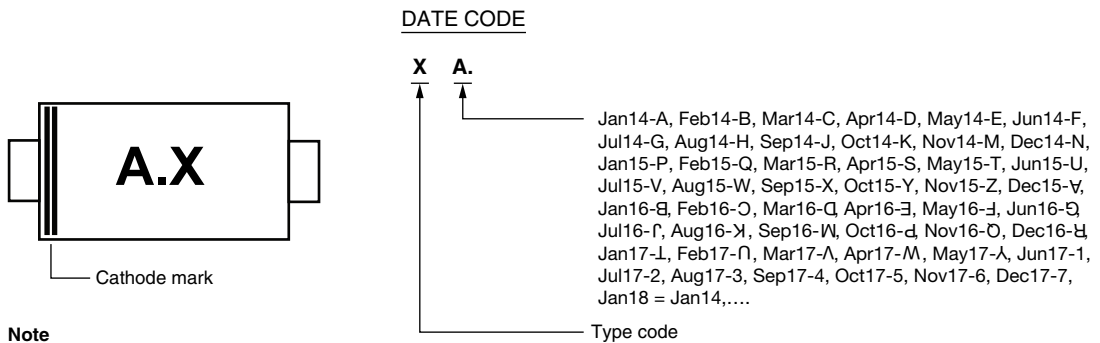 DATE CODE
X A.
A.X
Cathode mark
Jan14-A, Feb14-B, Mar14-C, Apr14-D, May14-E, Jun14-F,
Jul14-G, Aug14-H, Sep14-J, Oct14-K, Nov14-M, Dec14-N,
Jan15-P, Feb15-Q, Mar15-R, Apr15-S, May15-T, Jun15-U,
Jul15-V, Aug15-W, Sep15-X, Oct15-Y, Nov15-Z, Dec15-∀,
Jan16-ᗺ, Feb16-Ɔ, Mar16-ᗡ, Apr16-Ǝ, May16-Ⅎ, Jun16-⅁,
Jul16-ᒋ, Aug16-ꓘ, Sep16-W, Oct16-Ԁ, Nov16-Ծ, Dec16-ᖈ,
Jan17-⊥, Feb17-Ո, Mar17-Λ, Apr17-M, May17-⅄, Jun17-1,
Jul17-2, Aug17-3, Sep17-4, Oct17-5, Nov17-6, Dec17-7,
Jan18 = Jan14,....
Type code
Note